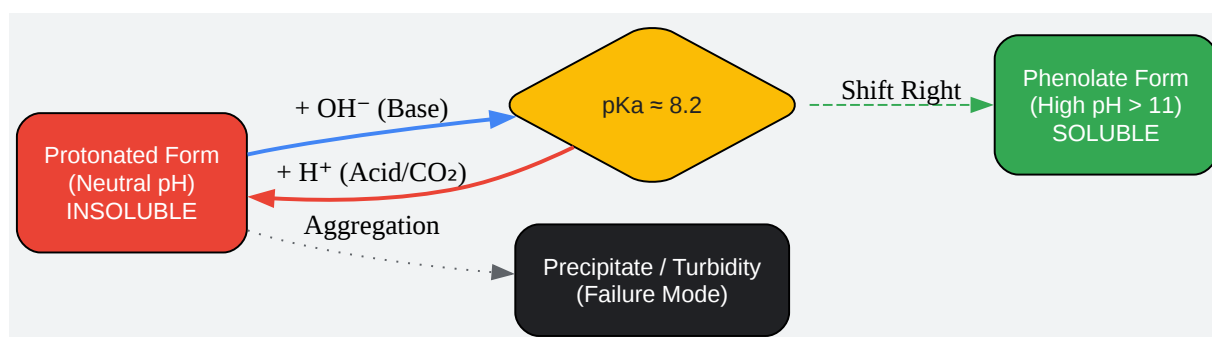 Protonated Form
(Neutral pH)
INSOLUBLE
+ OH⁻ (Base)
+ H⁺ (Acid/CO₂)
Aggregation
pKa ≈ 8.2
Shift Right
Phenolate Form
(High pH > 11)
SOLUBLE
Precipitate / Turbidity
(Failure Mode)